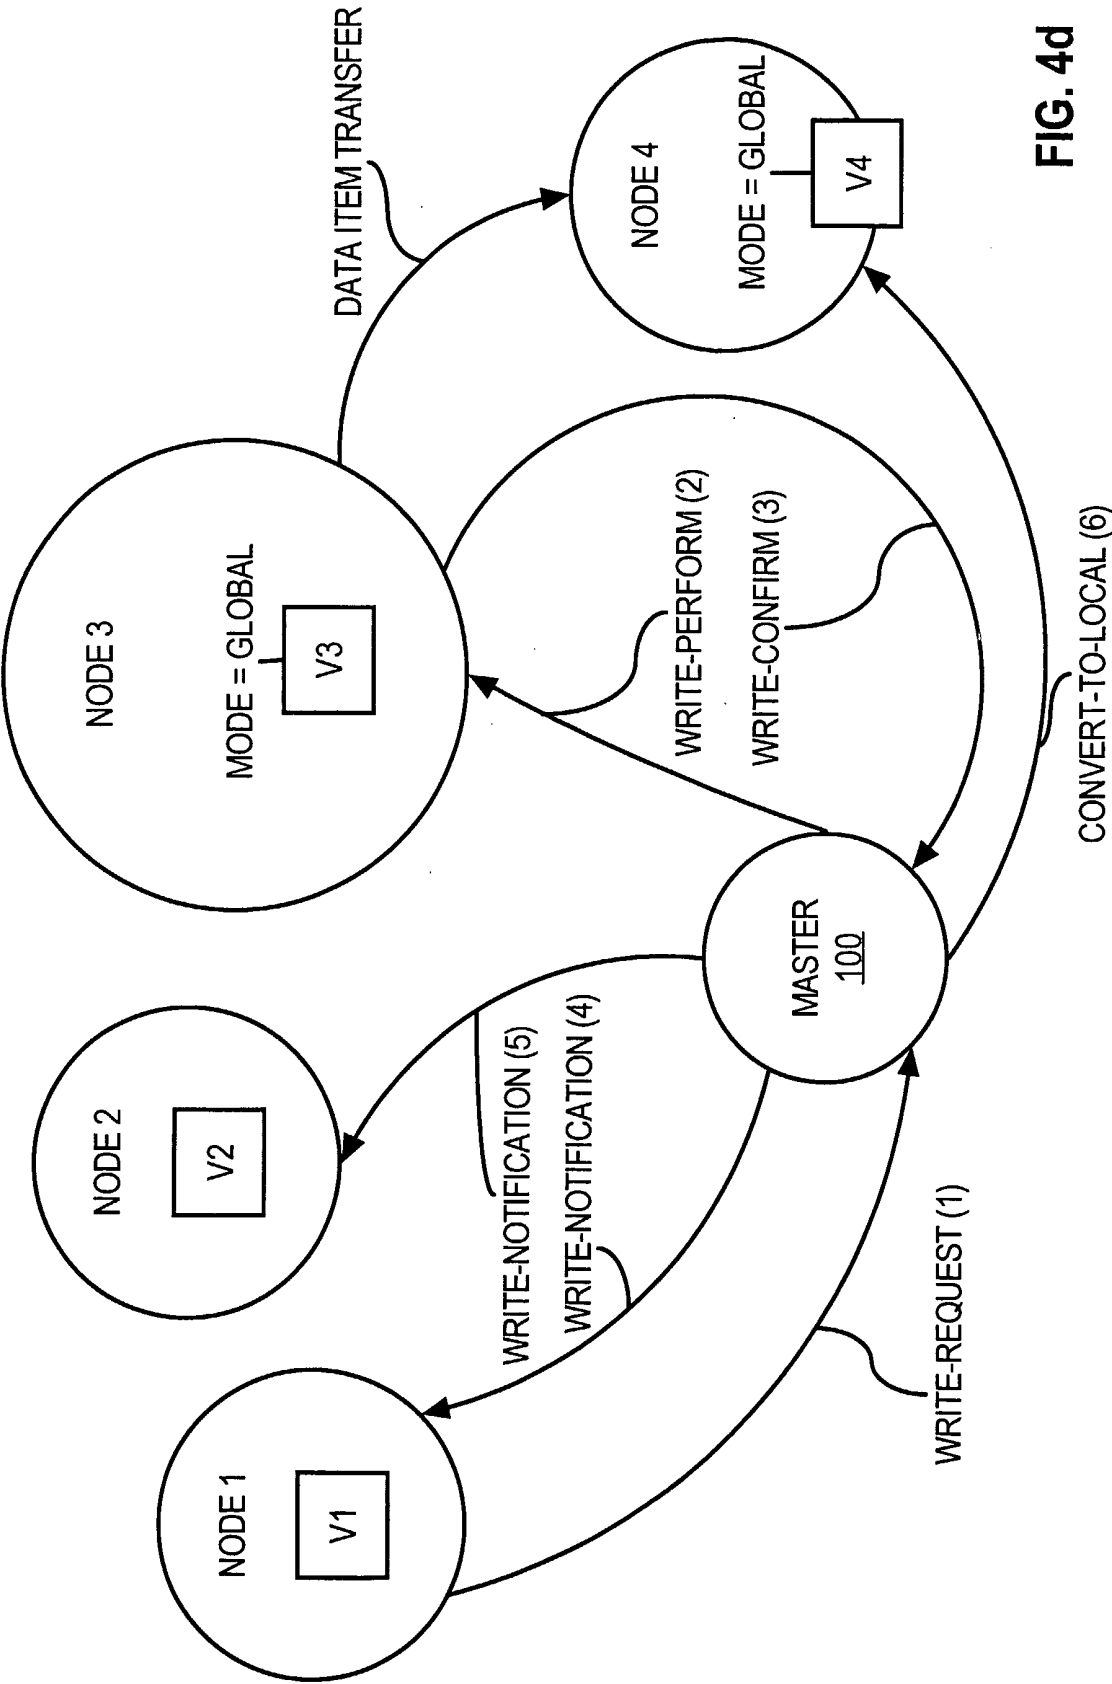 NODE 1
V1
NODE 2
V2
NODE 3
MODE = GLOBAL
V3
DATA ITEM TRANSFER
NODE 4
MODE = GLOBAL
V4
WRITE-NOTIFICATION (5)
WRITE-NOTIFICATION (4)
WRITE-PERFORM (2)
WRITE-CONFIRM (3)
MASTER
100
WRITE-REQUEST (1)
CONVERT-TO-LOCAL (6)
FIG. 4d